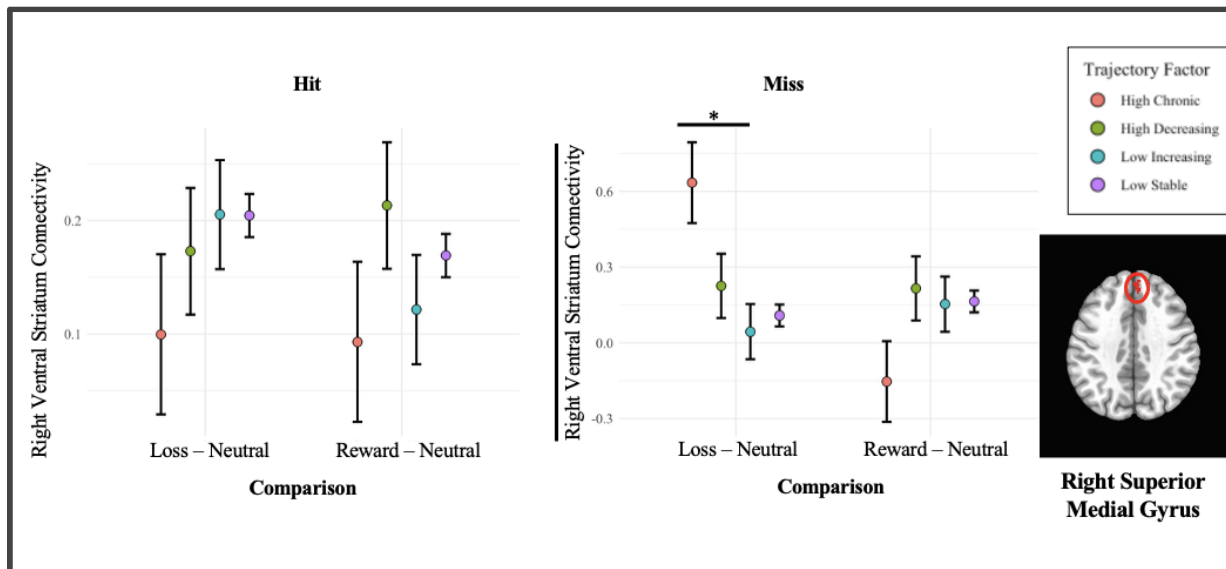 Hit
Right Ventral Striatum Connectivity
0.2
0.1
Loss – Neutral
Reward – Neutral
Comparison
Miss
*
Right Ventral Striatum Connectivity
0.6
0.3
0.0
-0.3
Loss – Neutral
Reward – Neutral
Comparison
Trajectory Factor
High Chronic
High Decreasing
Low Increasing
Low Stable
Right Superior
Medial Gyrus